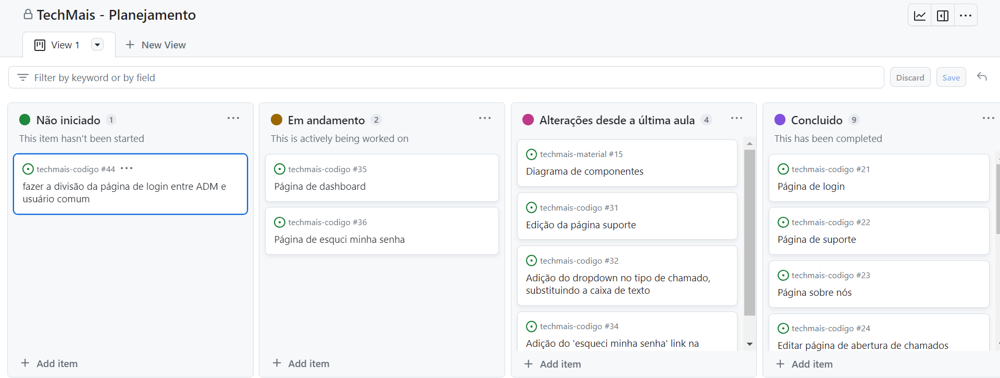 TechMais - Planejamento
View 1
New View
Filter by keyword or by field
Discard
Save
Não iniciado 1
This item hasn't been started
techmais-codigo #44
fazer a divisão da página de login entre ADM e
usuário comum
Add item
Em andamento 2
This is actively being worked on
techmais-codigo #35
Página de dashboard
techmais-codigo #36
Página de esquci minha senha
Add item
Alterações desde a última aula 4
techmais-material #15
Diagrama de componentes
techmais-codigo #31
Edição da página suporte
techmais-codigo #32
Adição do dropdown no tipo de chamado,
substituindo a caixa de texto
techmais-codigo #34
Adição do 'esqueci minha senha' link na
Add item
Concluido 9
This has been completed
techmais-codigo #21
Página de login
techmais-codigo #22
Página de suporte
techmais-codigo #23
Página sobre nós
techmais-codigo #24
Editar página de abertura de chamados
Add item